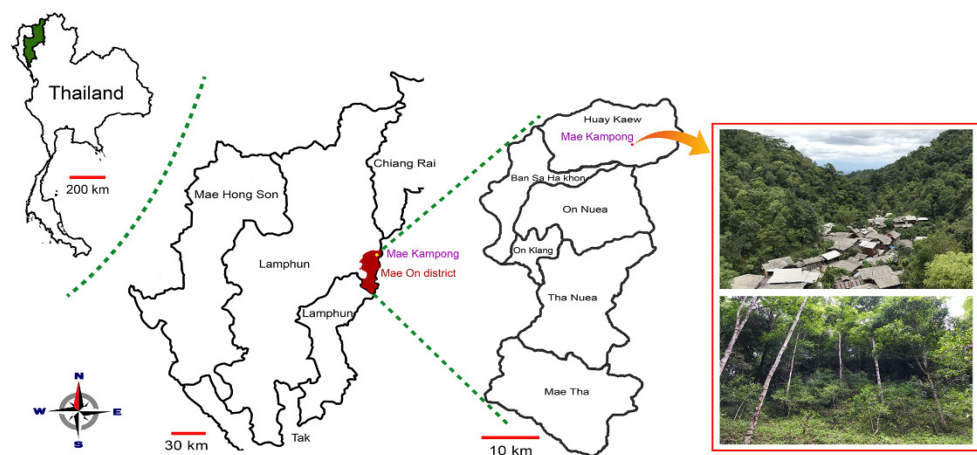 Thailand
200 km
Mae Hong Son
Chiang Rai
Lamphun
Mae Kampong
Mae On district
Lamphun
Tak
30 km
N
W
E
S
Huay Kaew
Mae Kampong
Ban Sa Ha khon
On Nuea
On Klang
Tha Nuea
Mae Tha
10 km